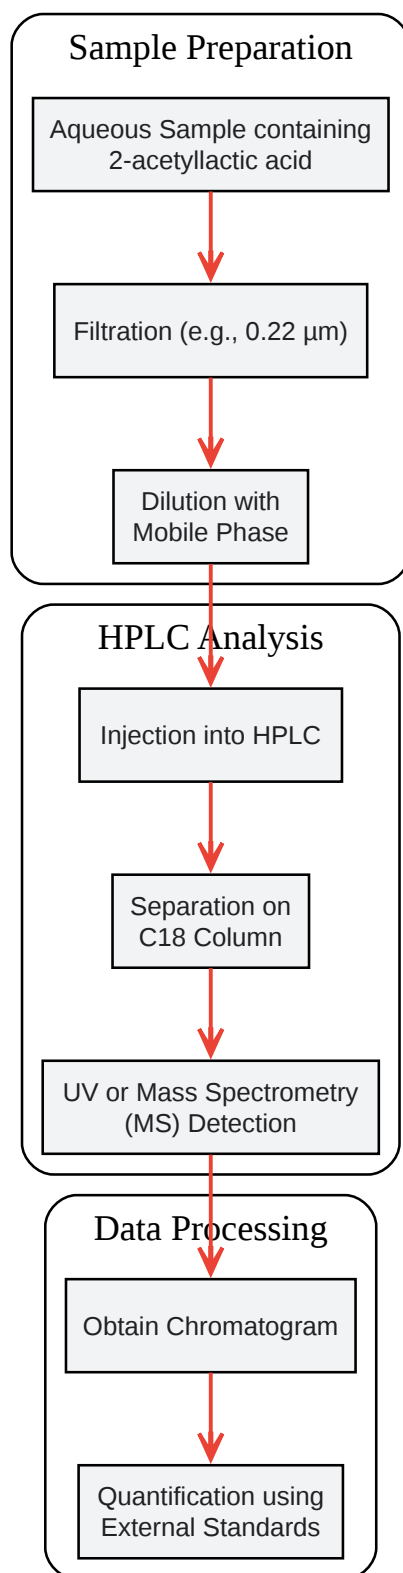 Sample Preparation
Aqueous Sample containing
2-acetyllactic acid
Filtration (e.g., 0.22 µm)
Dilution with
Mobile Phase
HPLC Analysis
Injection into HPLC
Separation on
C18 Column
UV or Mass Spectrometry
(MS) Detection
Data Processing
Obtain Chromatogram
Quantification using
External Standards